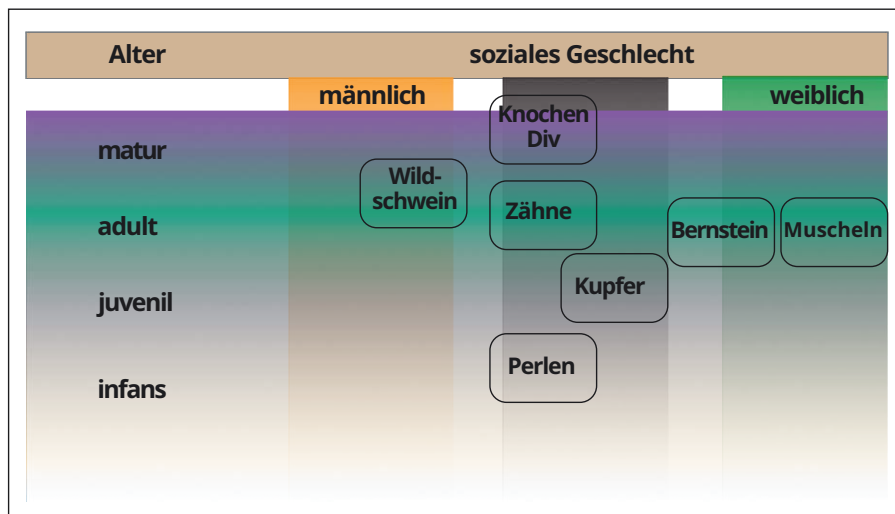 Alter soziales Geschlecht
männlich weiblich
Knochen
Div
matur
Wild-
schwein
Zähne
adult Bernstein Muscheln
Kupfer
juvenil
Perlen
infans